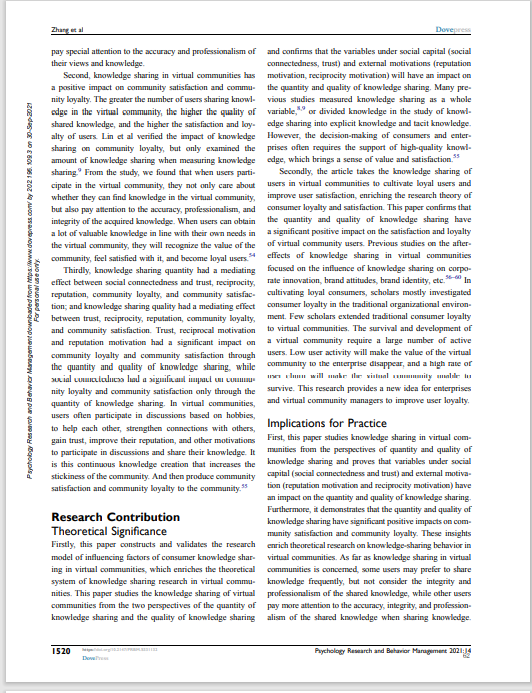 Zhang et al
Dovepress
pay special attention to the accuracy and professionalism of
their views and knowledge.
Second, knowledge sharing in virtual communities has
a positive impact on community satisfaction and commu-
nity loyalty. The greater the number of users sharing knowl-
edge in the virtual community, the higher the quality of
shared knowledge, and the higher the satisfaction and loy-
alty of users. Lin et al verified the impact of knowledge
sharing on community loyalty, but only examined the
amount of knowledge sharing when measuring knowledge
sharing.9 From the study, we found that when users parti-
cipate in the virtual community, they not only care about
whether they can find knowledge in the virtual community,
but also pay attention to the accuracy, professionalism, and
integrity of the acquired knowledge. When users can obtain
a lot of valuable knowledge in line with their own needs in
the virtual community, they will recognize the value of the
community, feel satisfied with it, and become loyal users.54
Thirdly, knowledge sharing quantity had a mediating
effect between social connectedness and trust, reciprocity,
reputation, community loyalty, and community satisfac-
tion; and knowledge sharing quality had a mediating effect
between trust, reciprocity, reputation, community loyalty,
and community satisfaction. Trust, reciprocal motivation
and reputation motivation had a significant impact on
community loyalty and community satisfaction through
the quantity and quality of knowledge sharing, while
social connectedness had a significant impact on commu-
nity loyalty and community satisfaction only through the
quantity of knowledge sharing. In virtual communities,
users often participate in discussions based on hobbies,
to help each other, strengthen connections with others,
gain trust, improve their reputation, and other motivations
to participate in discussions and share their knowledge. It
is this continuous knowledge creation that increases the
stickiness of the community. And then produce community
satisfaction and community loyalty to the community.55
Research Contribution
Theoretical Significance
Firstly, this paper constructs and validates the research
model of influencing factors of consumer knowledge shar-
ing in virtual communities, which enriches the theoretical
system of knowledge sharing research in virtual commu-
nities. This paper studies the knowledge sharing of virtual
communities from the two perspectives of the quantity of
knowledge sharing and the quality of knowledge sharing
and confirms that the variables under social capital (social
connectedness, trust) and external motivations (reputation
motivation, reciprocity motivation) will have an impact on
the quantity and quality of knowledge sharing. Many pre-
vious studies measured knowledge sharing as a whole
variable,8,9 or divided knowledge in the study of knowl-
edge sharing into explicit knowledge and tacit knowledge.
However, the decision-making of consumers and enter-
prises often requires the support of high-quality knowl-
edge, which brings a sense of value and satisfaction.55
Secondly, the article takes the knowledge sharing of
users in virtual communities to cultivate loyal users and
improve user satisfaction, enriching the research theory of
consumer loyalty and satisfaction. This paper confirms that
the quantity and quality of knowledge sharing have
a significant positive impact on the satisfaction and loyalty
of virtual community users. Previous studies on the after-
effects of knowledge sharing in virtual communities
focused on the influence of knowledge sharing on corpo-
rate innovation, brand attitudes, brand identity, etc.56–60 In
cultivating loyal consumers, scholars mostly investigated
consumer loyalty in the traditional organizational environ-
ment. Few scholars extended traditional consumer loyalty
to virtual communities. The survival and development of
a virtual community require a large number of active
users. Low user activity will make the value of the virtual
community to the enterprise disappear, and a high rate of
user churn will make the virtual community unable to
survive. This research provides a new idea for enterprises
and virtual community managers to improve user loyalty.
Implications for Practice
First, this paper studies knowledge sharing in virtual com-
munities from the perspectives of quantity and quality of
knowledge sharing and proves that variables under social
capital (social connectedness and trust) and external motiva-
tion (reputation motivation and reciprocity motivation) have
an impact on the quantity and quality of knowledge sharing.
Furthermore, it demonstrates that the quantity and quality of
knowledge sharing have significant positive impacts on com-
munity satisfaction and community loyalty. These insights
enrich theoretical research on knowledge-sharing behavior in
virtual communities. As far as knowledge sharing in virtual
communities is concerned, some users may prefer to share
knowledge frequently, but not consider the integrity and
professionalism of the shared knowledge, while other users
pay more attention to the accuracy, integrity, and profession-
alism of the shared knowledge when sharing knowledge.
Psychology Research and Behavior Management downloaded from https://www.dovepress.com/ by on 30-Sep-2021
For personal use only.
1520
DovePress
Psychology Research and Behavior Management 2021:14
62